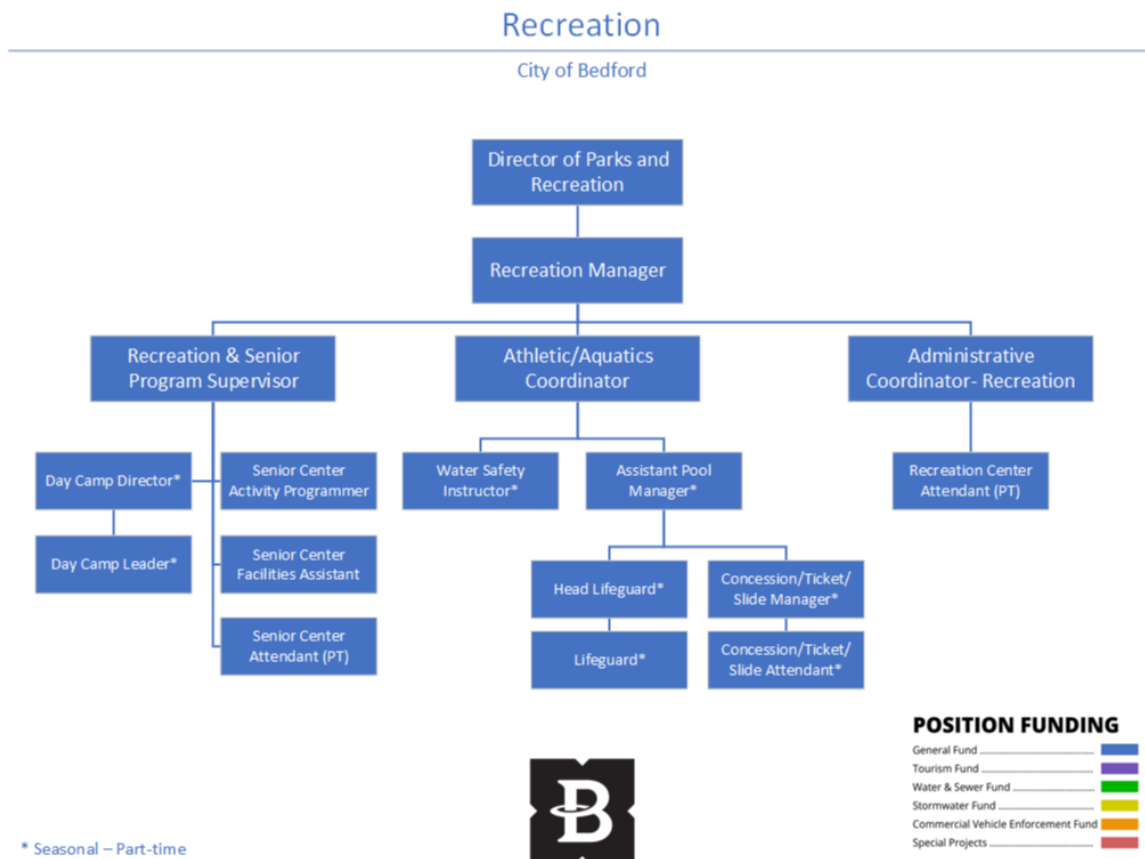 Recreation
City of Bedford
Director of Parks and
Recreation
Recreation Manager
Recreation & Senior
Program Supervisor
Athletic/Aquatics
Coordinator
Administrative
Coordinator- Recreation
Day Camp Director*
Senior Center
Activity Programmer
Water Safety
Instructor*
Assistant Pool
Manager*
Recreation Center
Attendant (PT)
Day Camp Leader*
Senior Center
Facilities Assistant
Head Lifeguard*
Concession/Ticket/
Slide Manager*
Senior Center
Attendant (PT)
Lifeguard*
Concession/Ticket/
Slide Attendant*
POSITION FUNDING
General Fund
Tourism Fund
Water & Sewer Fund
Stormwater Fund
Commercial Vehicle Enforcement Fund
Special Projects
B
* Seasonal – Part-time